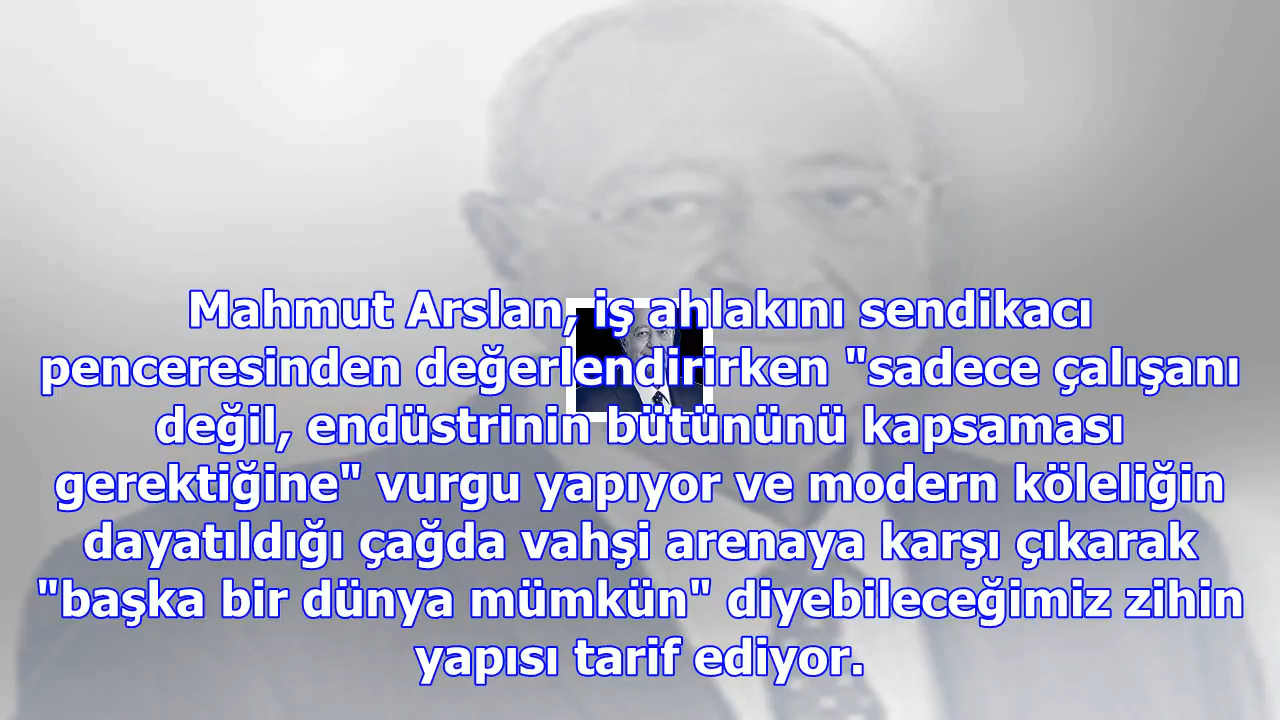 Mahmut Arslan, iş ahlakını sendikacı
penceresinden değerlendirirken "sadece çalışanı
değil, endüstrinin bütününü kapsaması
gerektiğine" vurgu yapıyor ve modern köleliğin
dayatıldığı çağda vahşi arenaya karşı çıkarak
"başka bir dünya mümkün" diyebileceğimiz zihin
yapısı tarif ediyor.